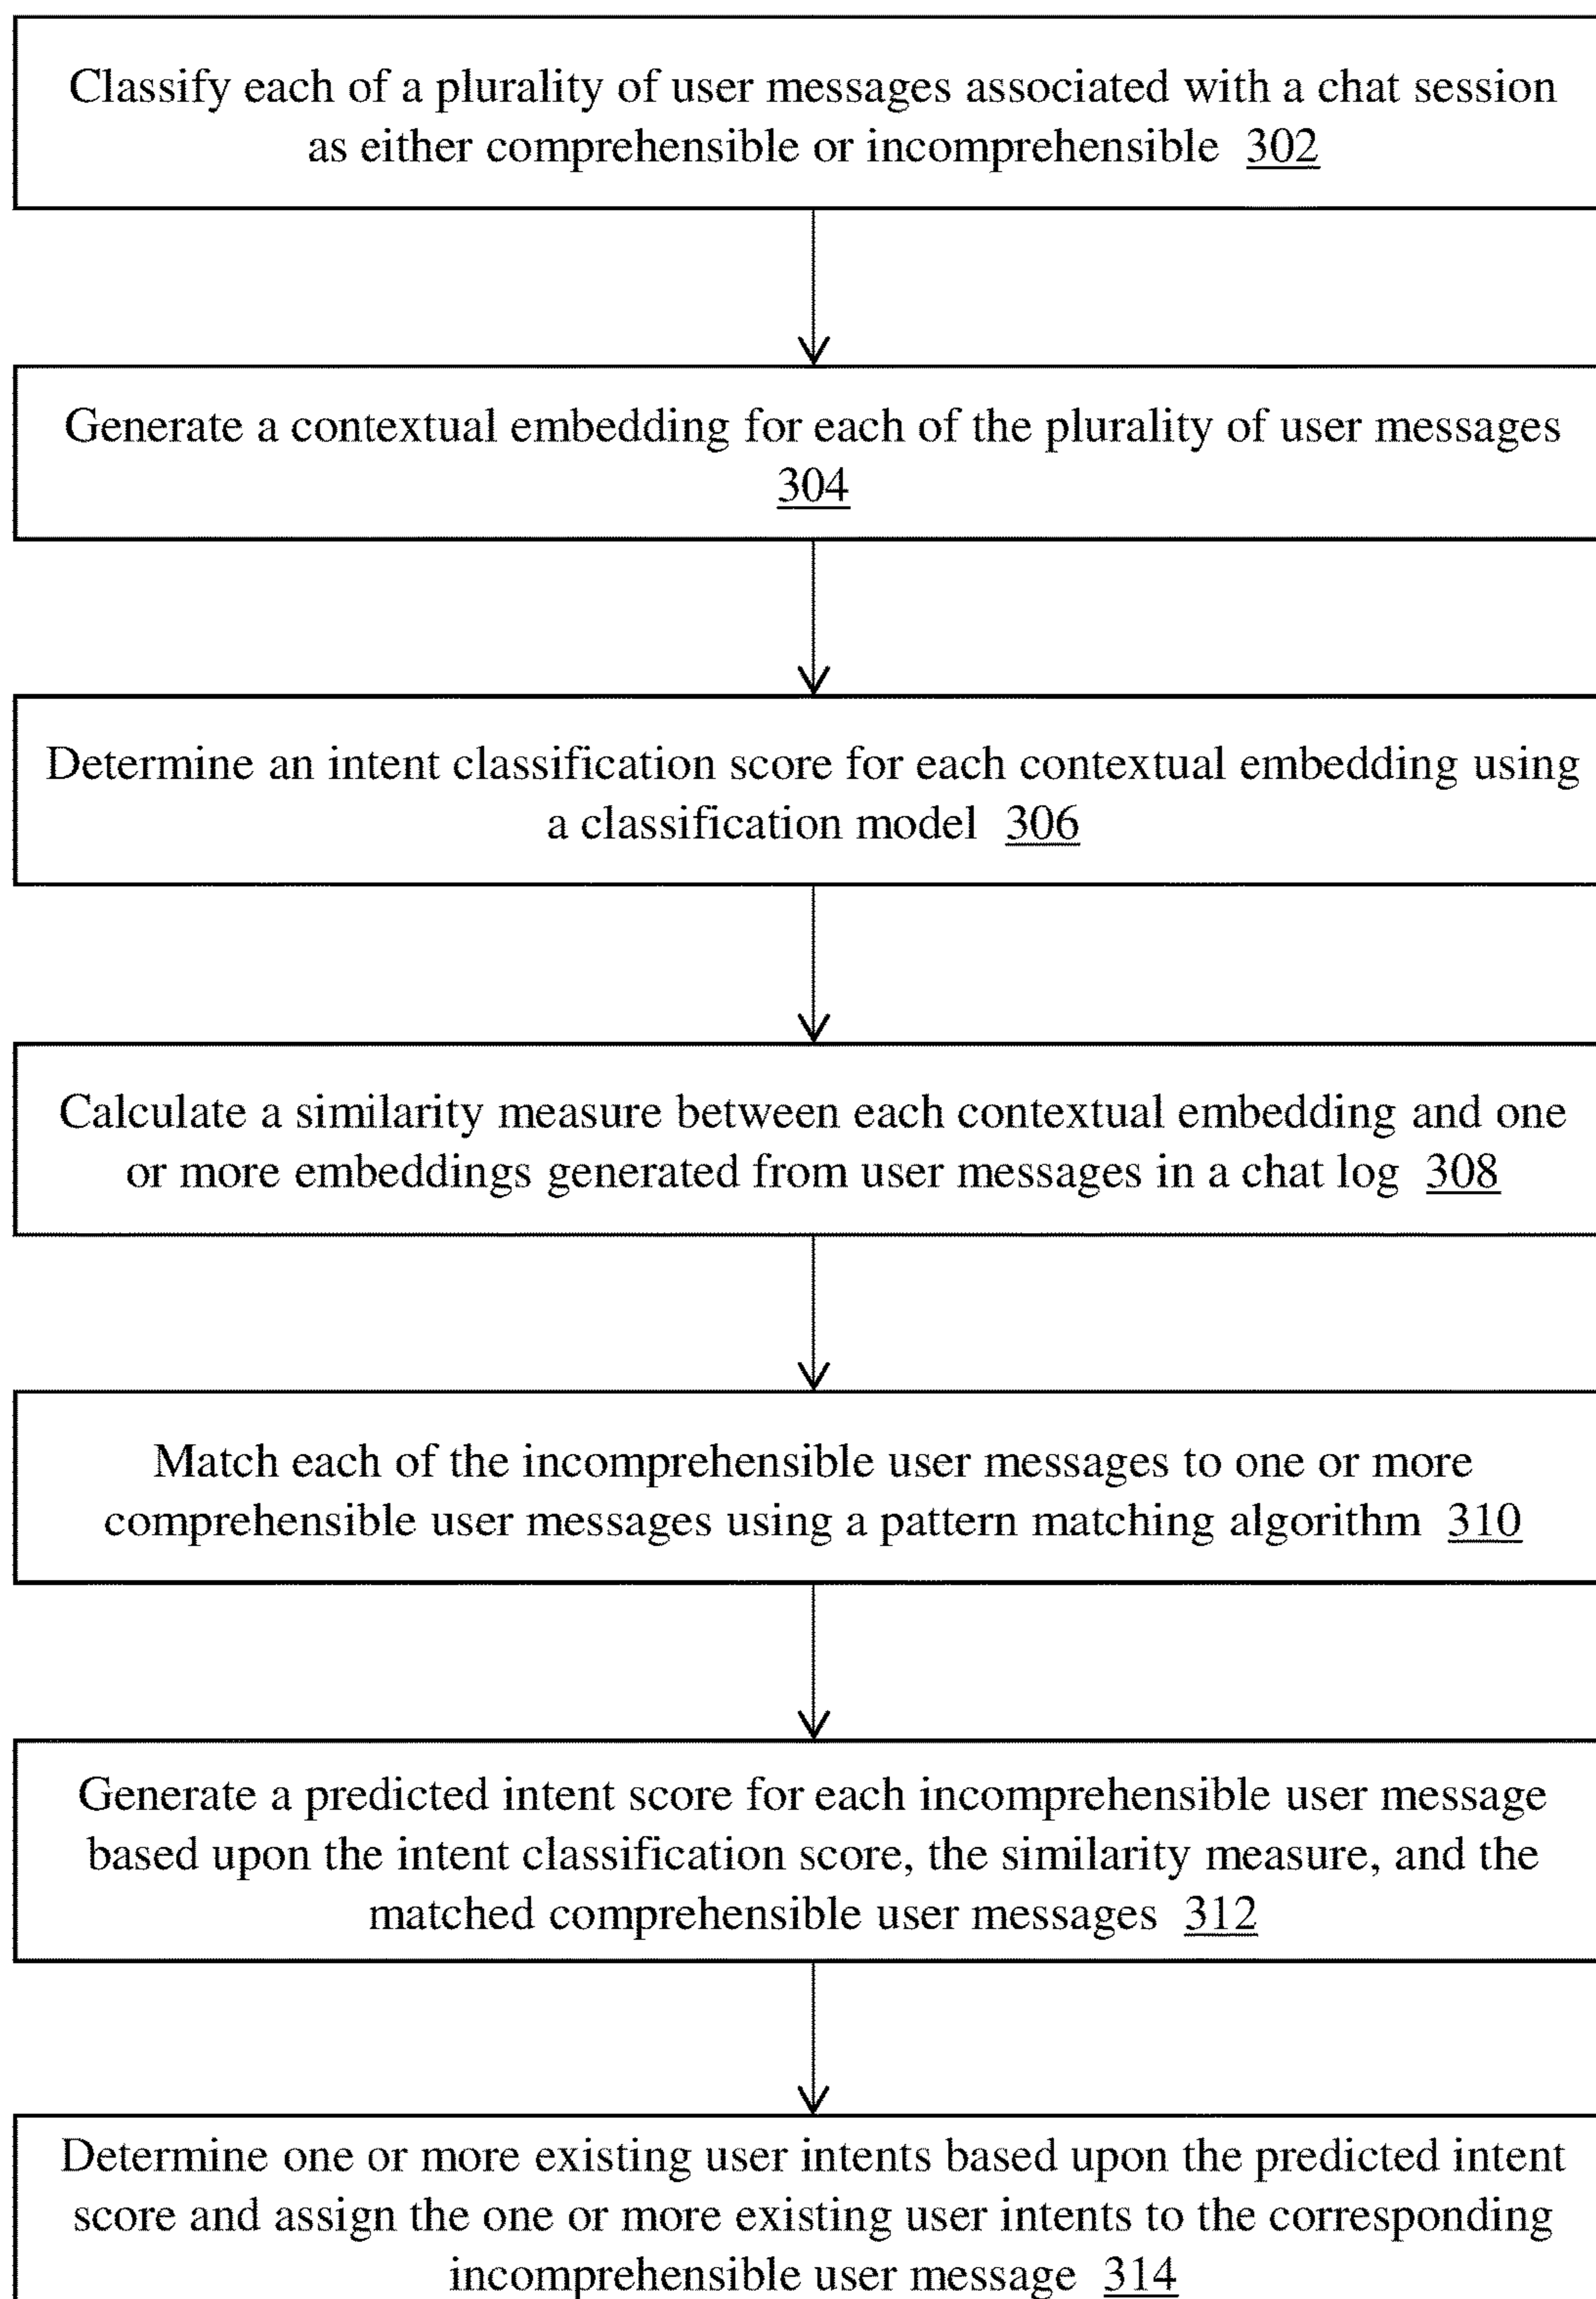 Classify each of a plurality of user messages associated with a chat session
as either comprehensible or incomprehensible 302
Generate a contextual embedding for each of the plurality of user messages
304
Determine an intent classification score for each contextual embedding using
a classification model 306
Calculate a similarity measure between each contextual embedding and one
or more embeddings generated from user messages in a chat log 308
Match each of the incomprehensible user messages to one or more
comprehensible user messages using a pattern matching algorithm 310
Generate a predicted intent score for each incomprehensible user message
based upon the intent classification score, the similarity measure, and the
matched comprehensible user messages 312
Determine one or more existing user intents based upon the predicted intent
score and assign the one or more existing user intents to the corresponding
incomprehensible user message 314